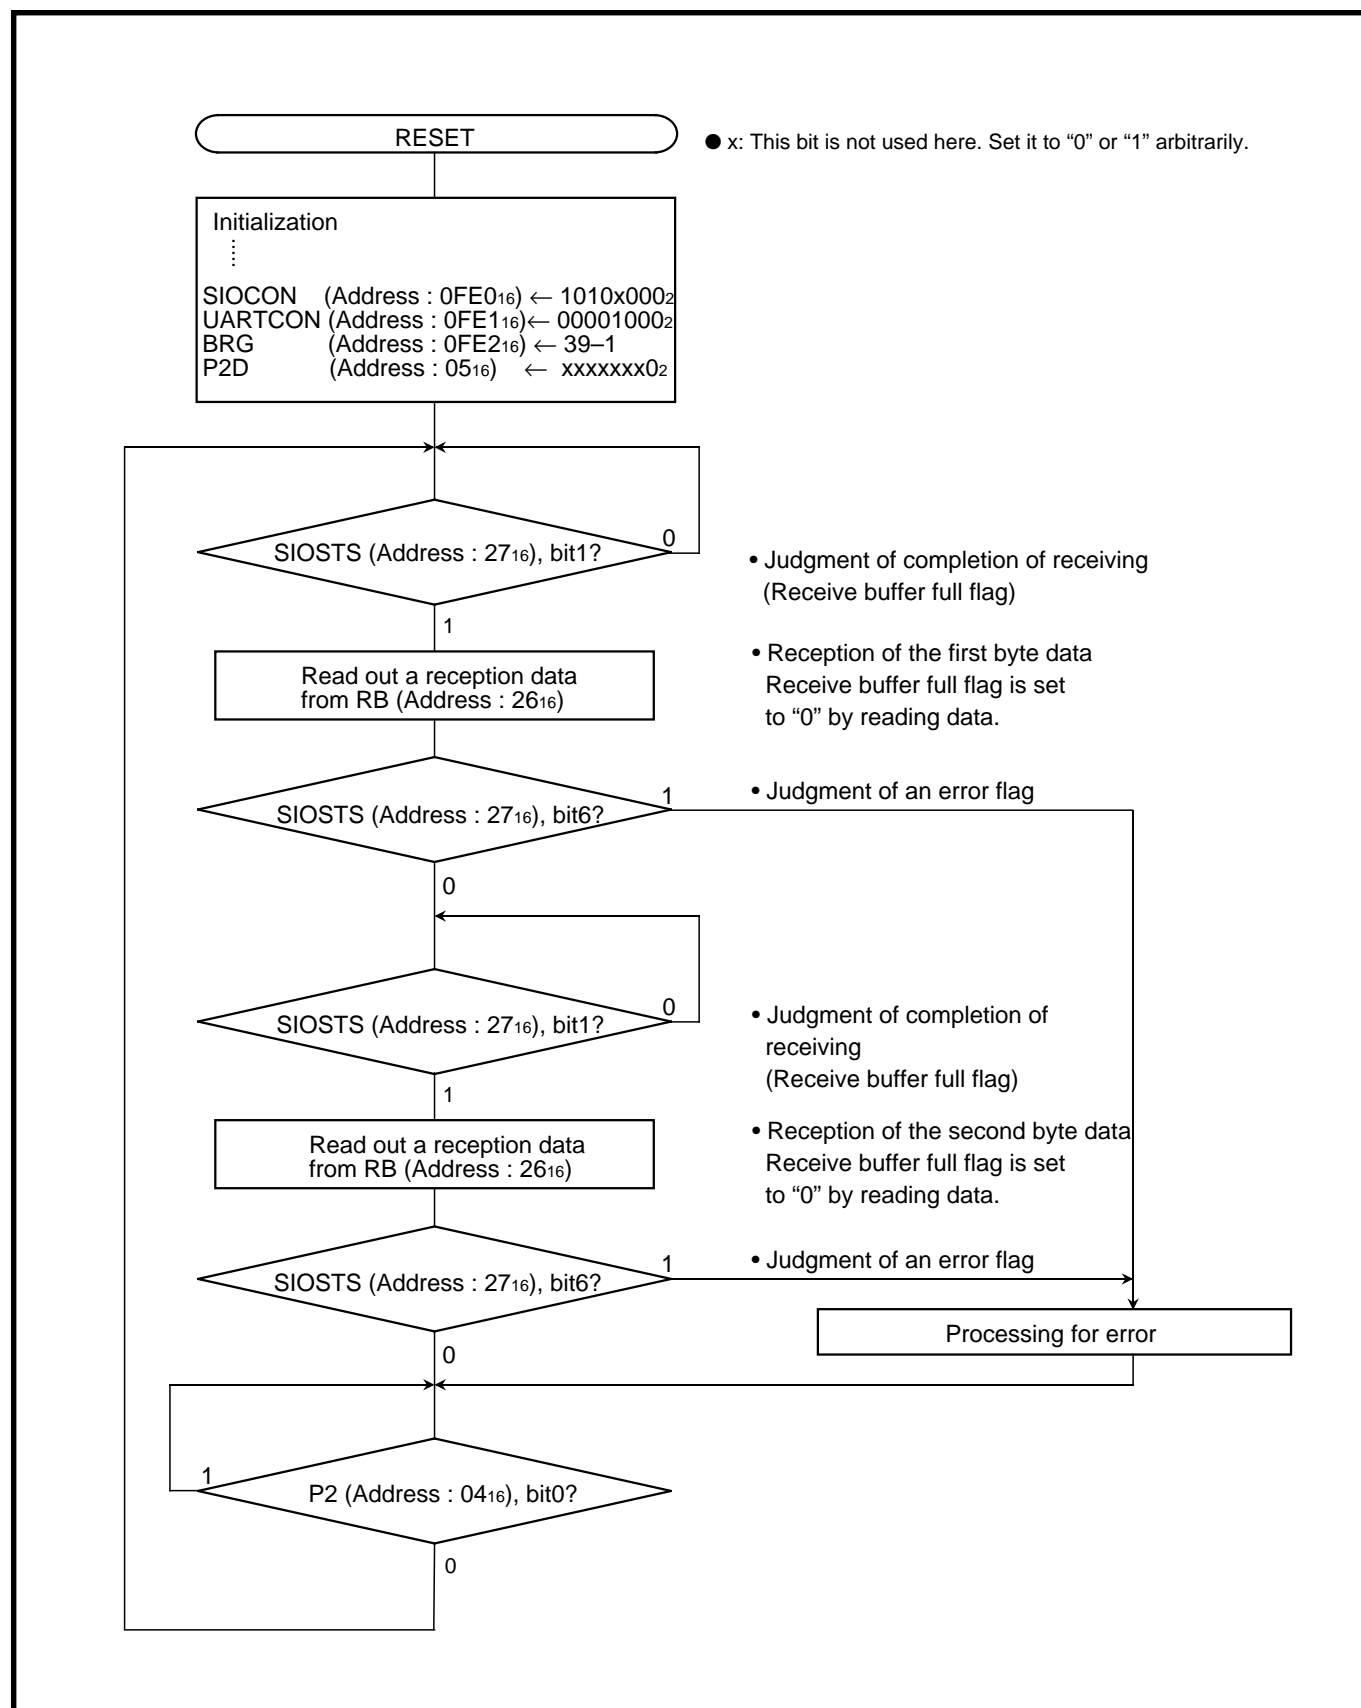 RESET
● x: This bit is not used here. Set it to “0” or “1” arbitrarily.
Initialization
SIOCON (Address : 0FE016) ← 1010x0002
UARTCON (Address : 0FE116)← 000010002
BRG (Address : 0FE216) ← 39–1
P2D (Address : 0516) ← xxxxxxx02
SIOSTS (Address : 2716), bit1?
0
• Judgment of completion of receiving
(Receive buffer full flag)
1
Read out a reception data
from RB (Address : 2616)
• Reception of the first byte data
Receive buffer full flag is set
to “0” by reading data.
SIOSTS (Address : 2716), bit6?
1
• Judgment of an error flag
0
SIOSTS (Address : 2716), bit1?
0
• Judgment of completion of
receiving
(Receive buffer full flag)
1
Read out a reception data
from RB (Address : 2616)
• Reception of the second byte data
Receive buffer full flag is set
to “0” by reading data.
SIOSTS (Address : 2716), bit6?
1
• Judgment of an error flag
0
Processing for error
1
P2 (Address : 0416), bit0?
0